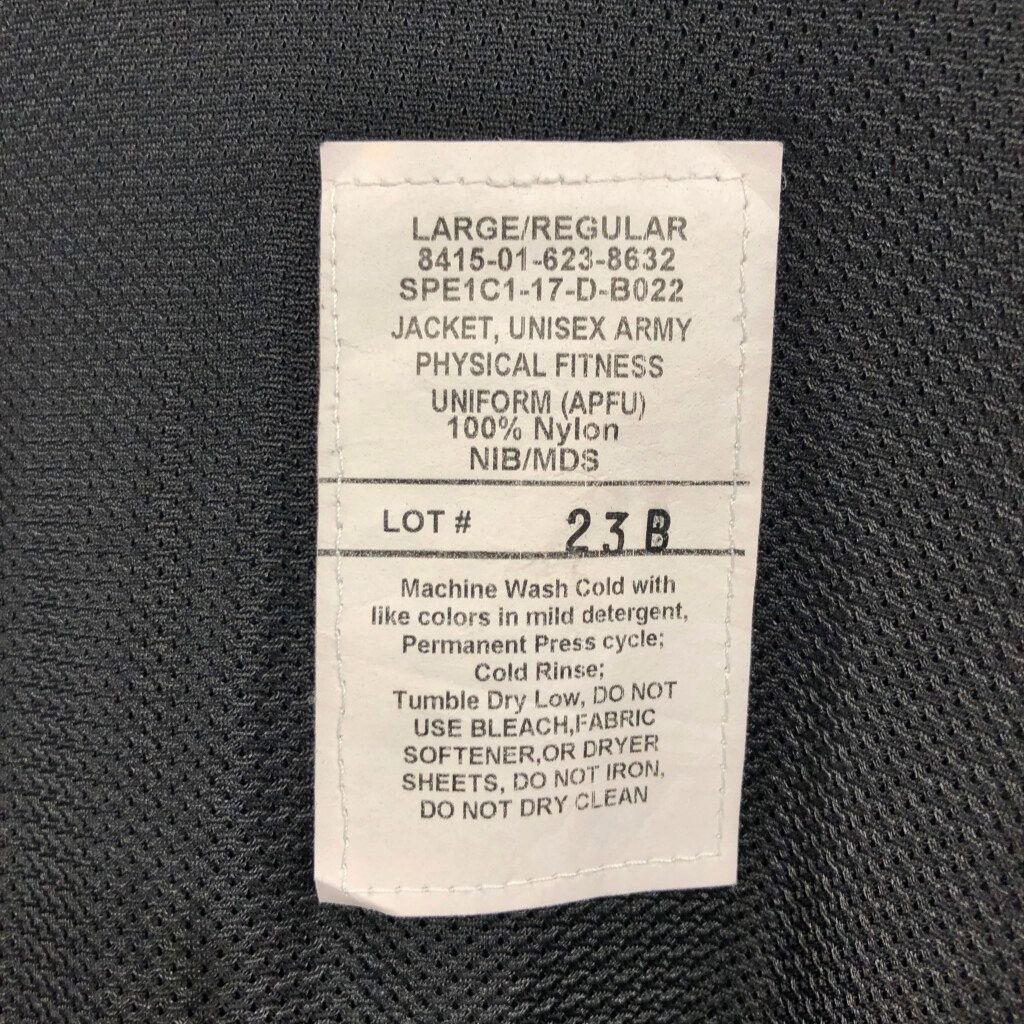 LARGE/REGULAR
8415-01-623-8632
SPE1C1-17-D-B022
JACKET, UNISEX ARMY
PHYSICAL FITNESS
UNIFORM (APFU)
100% Nylon
NIB/MDS
LOT # 23B
Machine Wash Cold with
like colors in mild detergent,
Permanent Press cycle;
Cold Rinse;
Tumble Dry Low, DO NOT
USE BLEACH,FABRIC
SOFTENER,OR DRYER
SHEETS, DO NOT IRON,
DO NOT DRY CLEAN